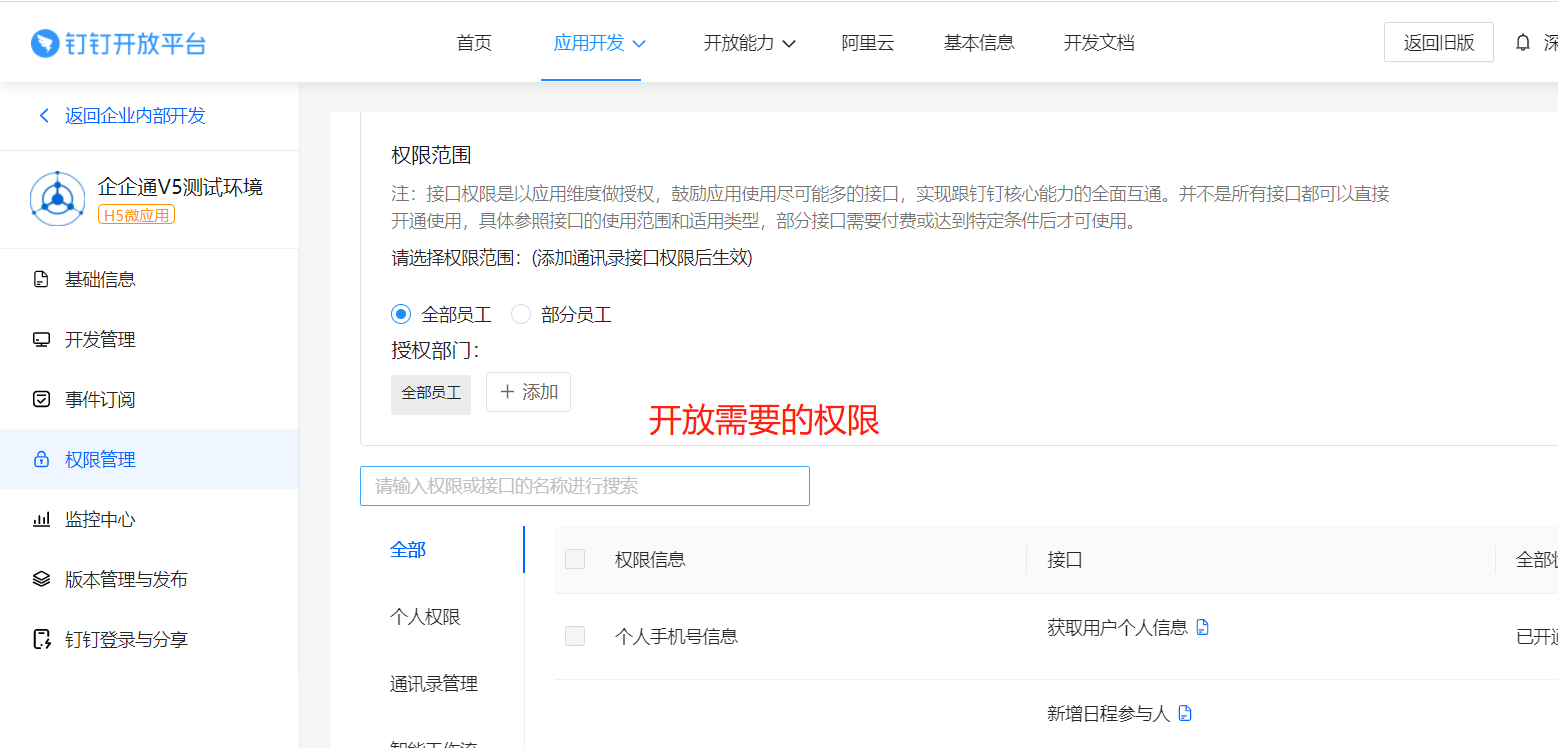 钉钉开放平台
首页 应用开发 开放能力 阿里云 基本信息 开发文档 返回旧版
返回企业内部开发
企企通V5测试环境
H5微应用
基础信息
开发管理
事件订阅
权限管理
监控中心
版本管理与发布
钉钉登录与分享
权限范围
注：接口权限是以应用维度做授权，鼓励应用使用尽可能多的接口，实现跟钉钉核心能力的全面互通。并不是所有接口都可以直接
开通使用，具体参照接口的使用范围和适用类型，部分接口需要付费或达到特定条件后才可使用。
请选择权限范围：(添加通讯录接口权限后生效)
全部员工 部分员工
授权部门：
全部员工 + 添加
开放需要的权限
请输入权限或接口的名称进行搜索
全部
个人权限
通讯录管理
权限信息 接口 全部
个人手机号信息 获取用户个人信息 已开
新增日程参与人